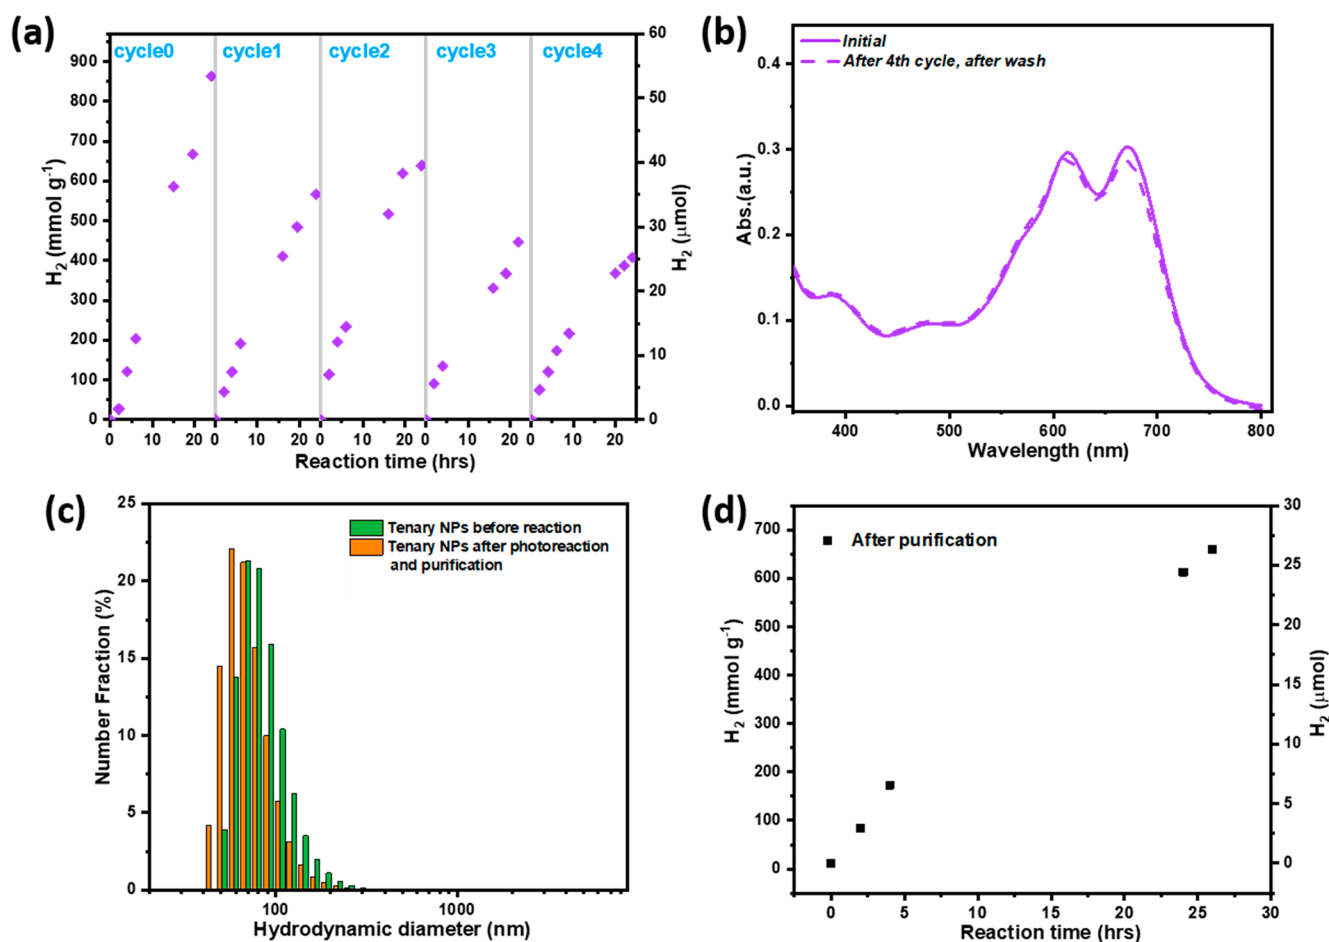 (a)
cycle0 cycle1 cycle2 cycle3 cycle4
900
800
700
600
500
400
300
200
100
0
H2 (mmol g-1)
60
50
40
30
20
10
0
H2 (μmol)
0 10 20 0 10 20 0 10 20 0 10 20 0 10 20
Reaction time (hrs)
(b)
Initial
After 4th cycle, after wash
0.4
0.3
0.2
0.1
0.0
Abs.(a.u.)
400 500 600 700 800
Wavelength (nm)
(c)
Tenary NPs before reaction
Tenary NPs after photoreaction
and purification
25
20
15
10
5
0
Number Fraction (%)
100 1000
Hydrodynamic diameter (nm)
(d)
After purification
700
600
500
400
300
200
100
0
H2 (mmol g-1)
30
25
20
15
10
5
0
H2 (μmol)
0 5 10 15 20 25 30
Reaction time (hrs)